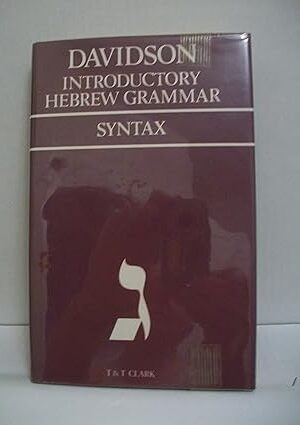 DAVIDSON
INTRODUCTORY
HEBREW GRAMMAR
SYNTAX
נ
T & T CLARK